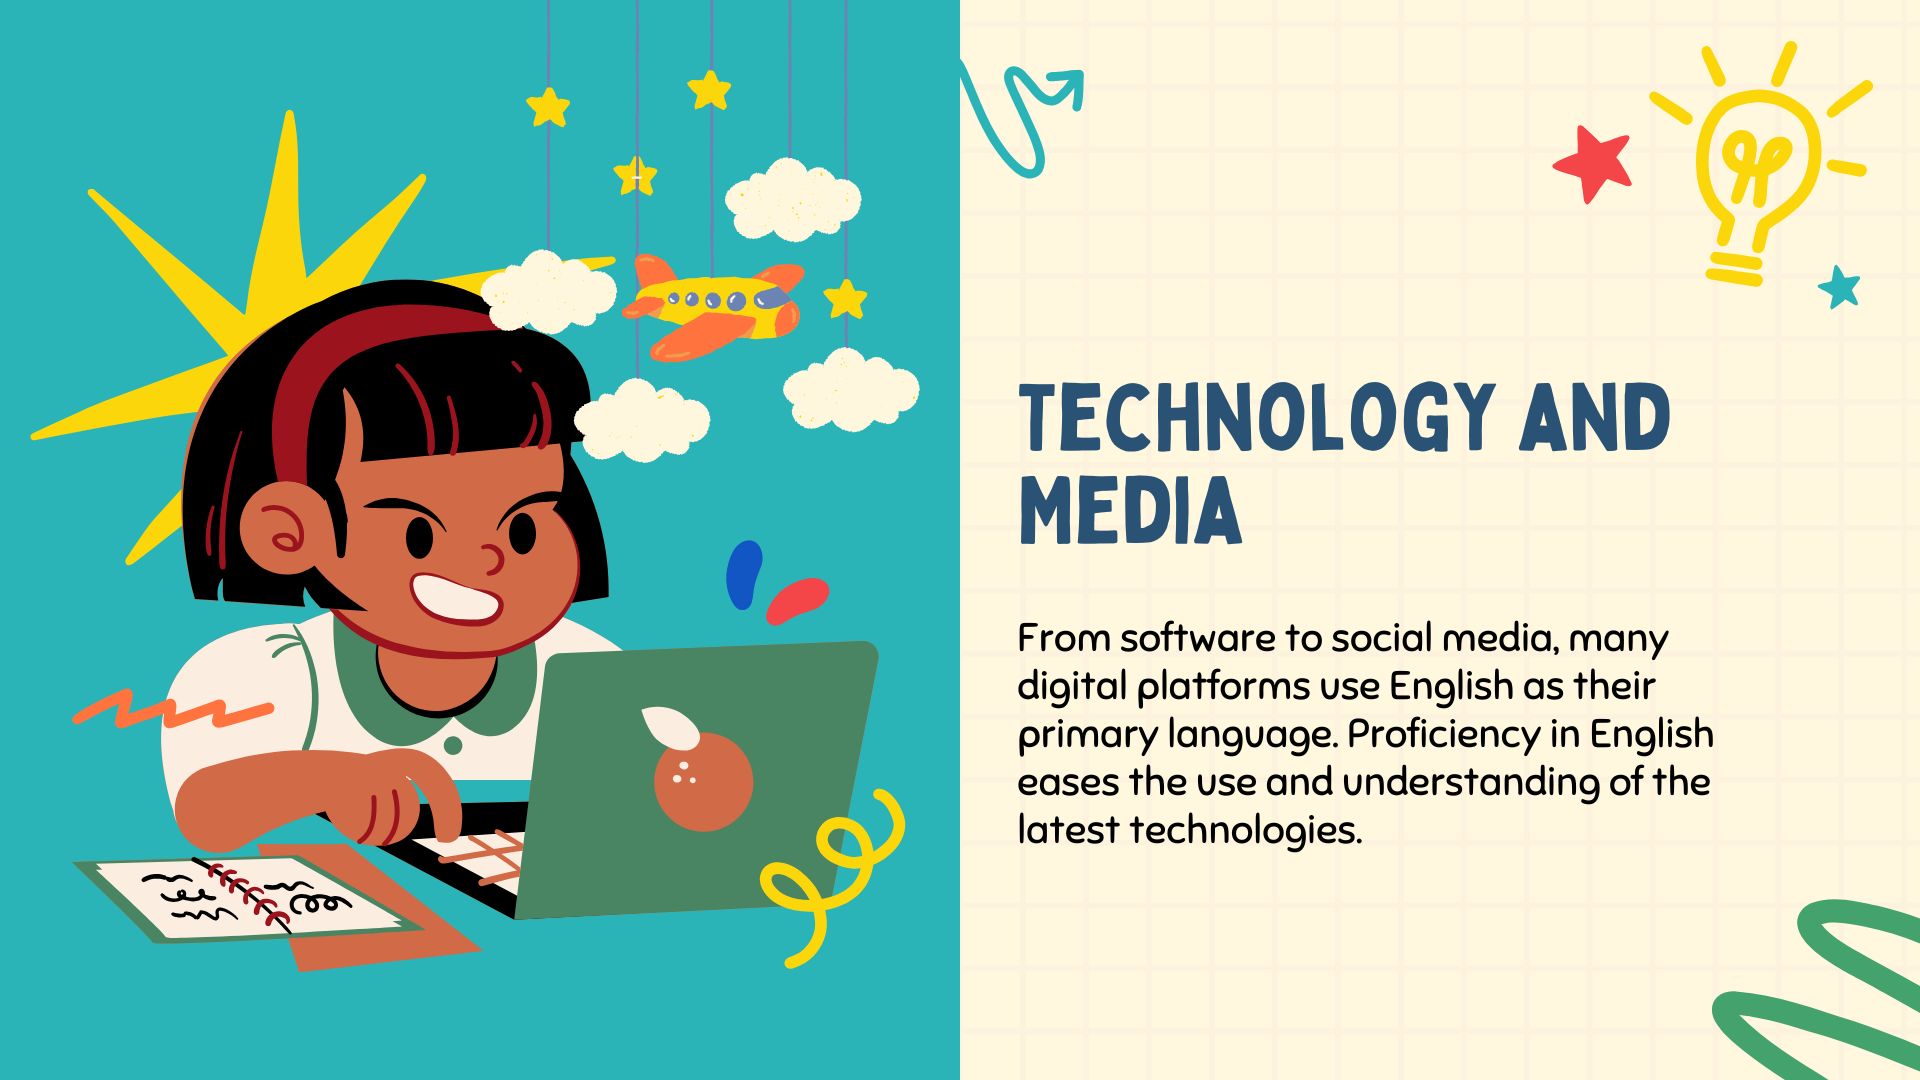 TECHNOLOGY AND
MEDIA
From software to social media, many
digital platforms use English as their
primary language. Proficiency in English
eases the use and understanding of the
latest technologies.